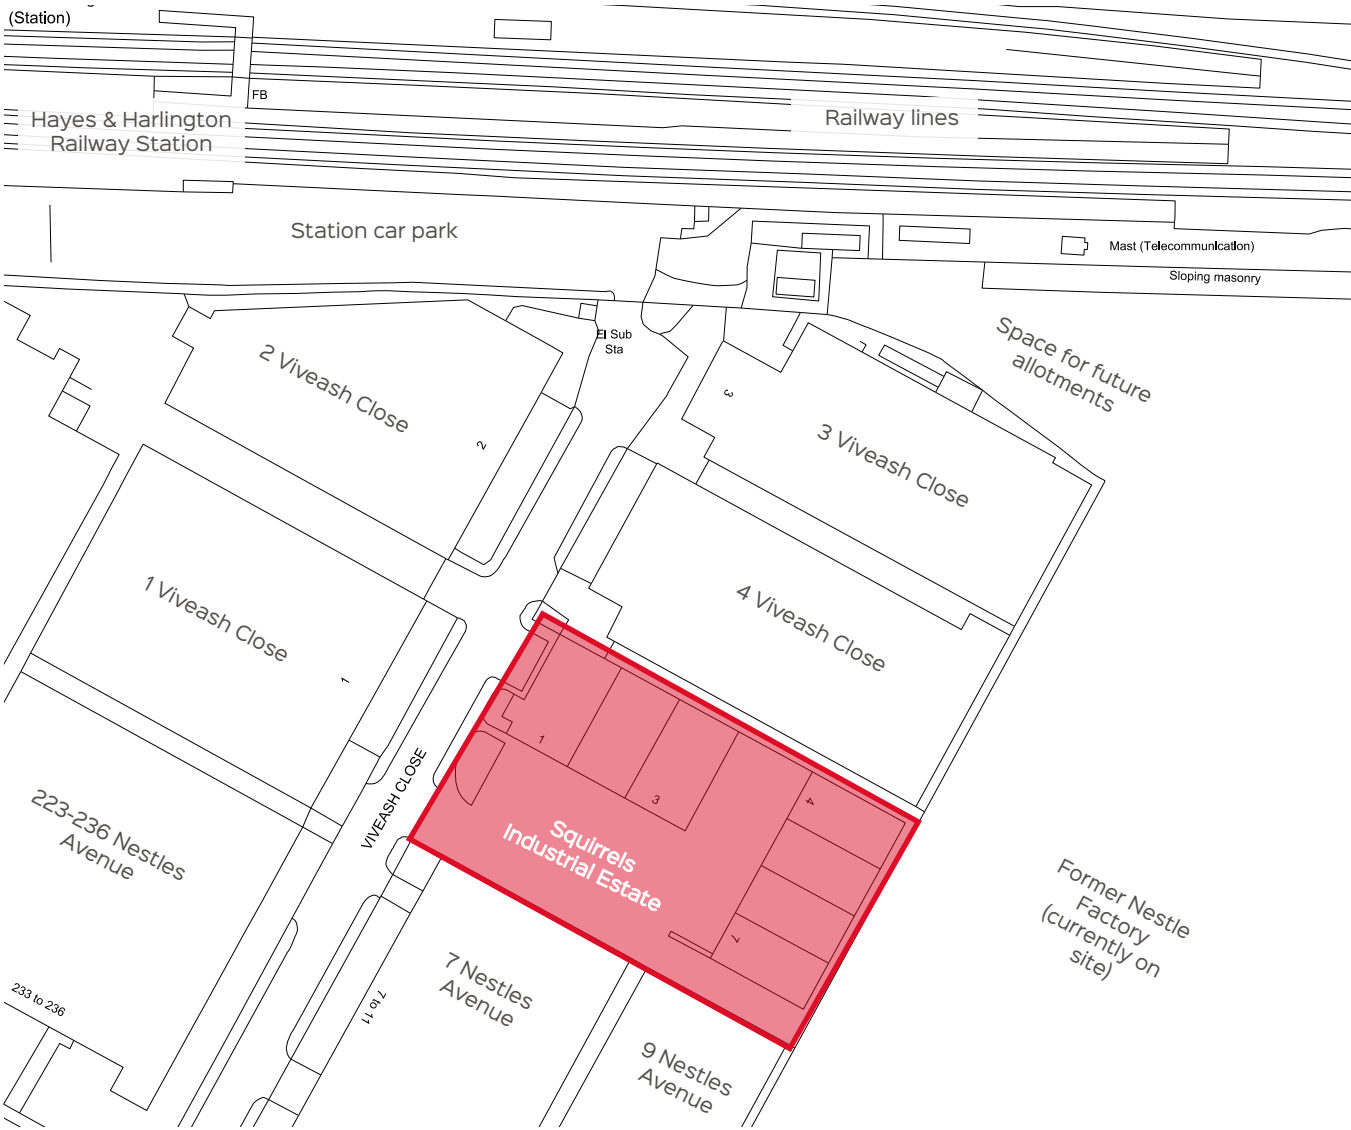 (Station)
FB
Hayes & Harlington
Railway Station
Railway lines
Station car park
Mast (Telecommunication)
Sloping masonry
El Sub
Sta
Space for future
allotments
2 Viveash Close
2
3
3 Viveash Close
1 Viveash Close
1
4 Viveash Close
VIVEASH CLOSE
1
3
4
7
Squirrels
Industrial Estate
223-236 Nestles
Avenue
233 to 236
7 to 11
7 Nestles
Avenue
9 Nestles
Avenue
Former Nestle
Factory
(currently on
site)